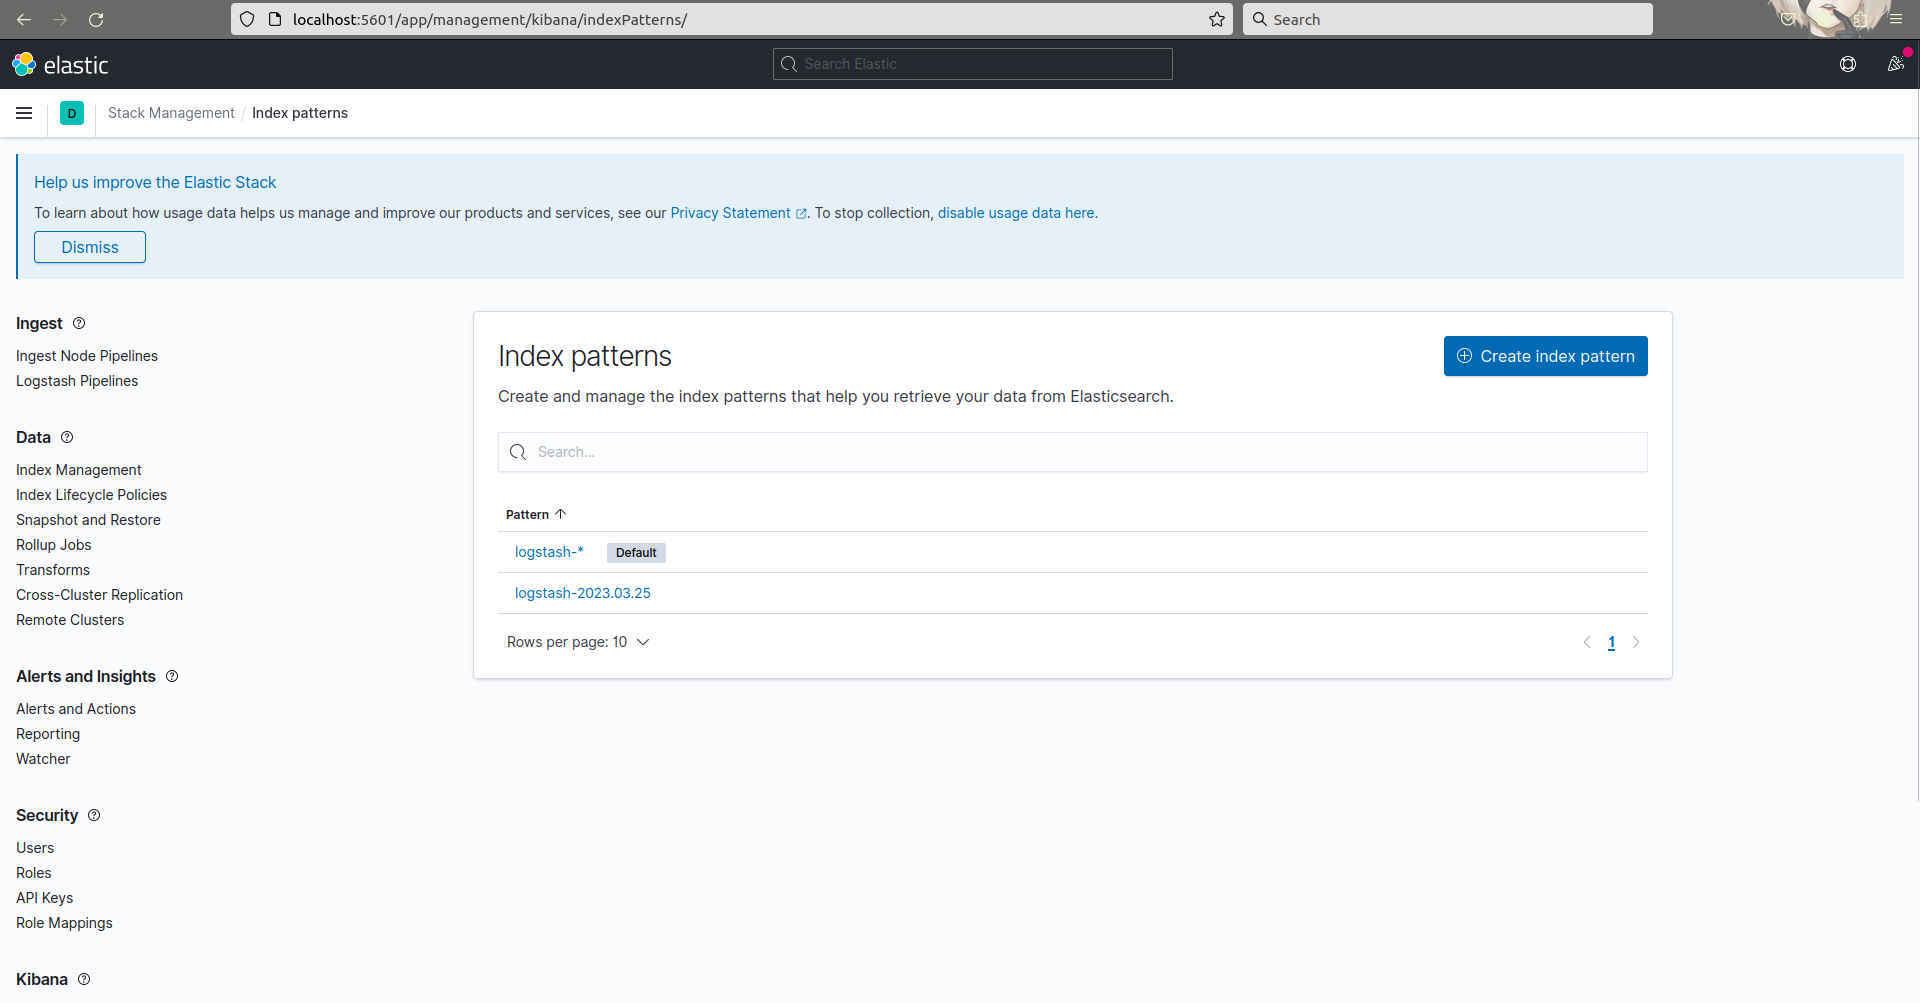 localhost:5601/app/management/kibana/indexPatterns/
Search
elastic
Search Elastic
D
Stack Management / Index patterns
Help us improve the Elastic Stack
To learn about how usage data helps us manage and improve our products and services, see our Privacy Statement. To stop collection, disable usage data here.
Dismiss
Ingest
Ingest Node Pipelines
Logstash Pipelines
Data
Index Management
Index Lifecycle Policies
Snapshot and Restore
Rollup Jobs
Transforms
Cross-Cluster Replication
Remote Clusters
Alerts and Insights
Alerts and Actions
Reporting
Watcher
Security
Users
Roles
API Keys
Role Mappings
Kibana
Index patterns
Create index pattern
Create and manage the index patterns that help you retrieve your data from Elasticsearch.
Search...
Pattern
logstash-* Default
logstash-2023.03.25
Rows per page: 10
1